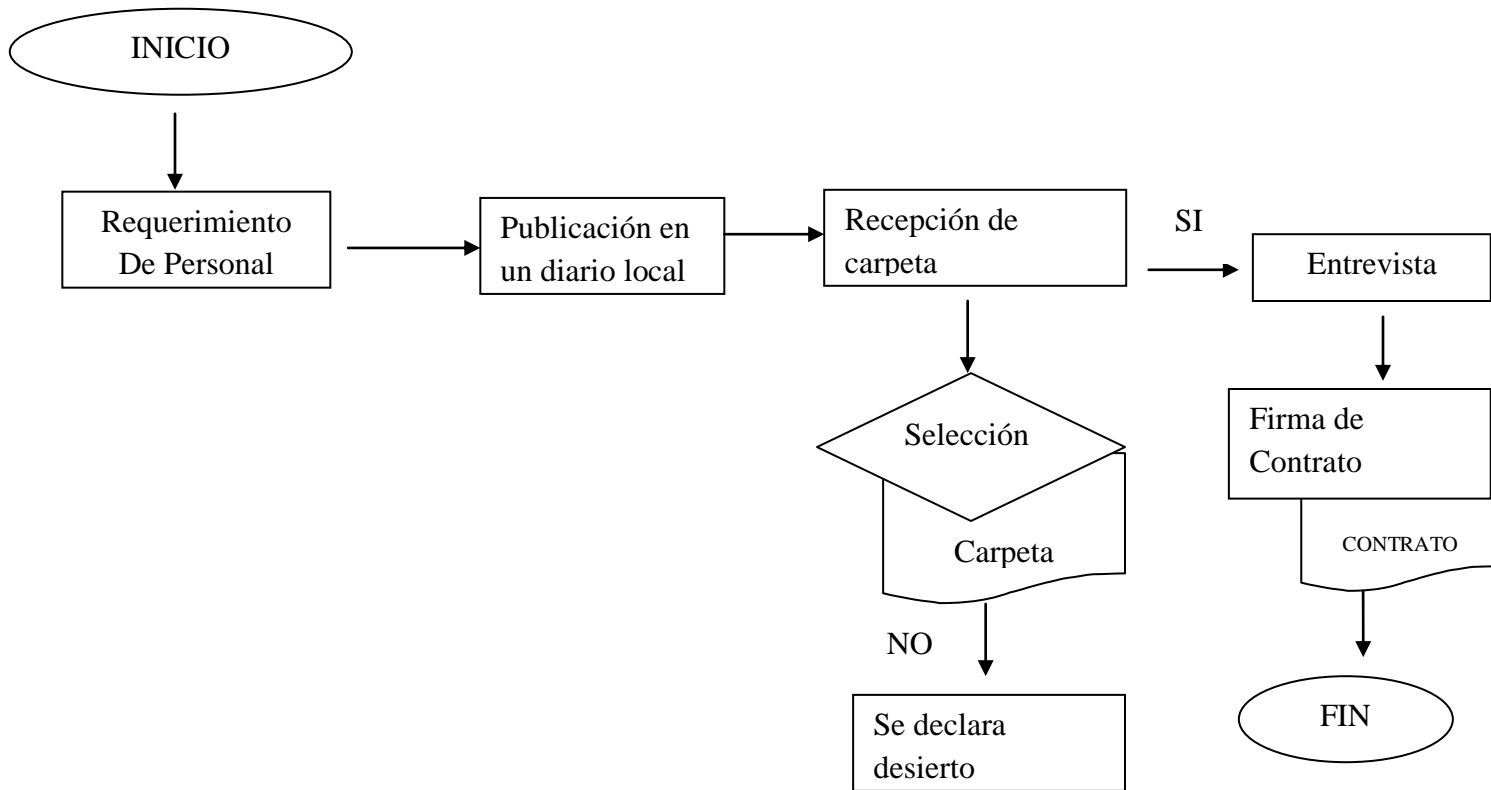 INICIO
Requerimiento
De Personal
Publicación en
un diario local
Recepción de
carpeta
SI
Entrevista
Selección
Carpeta
NO
Se declara
desierto
Firma de
Contrato
CONTRATO
FIN